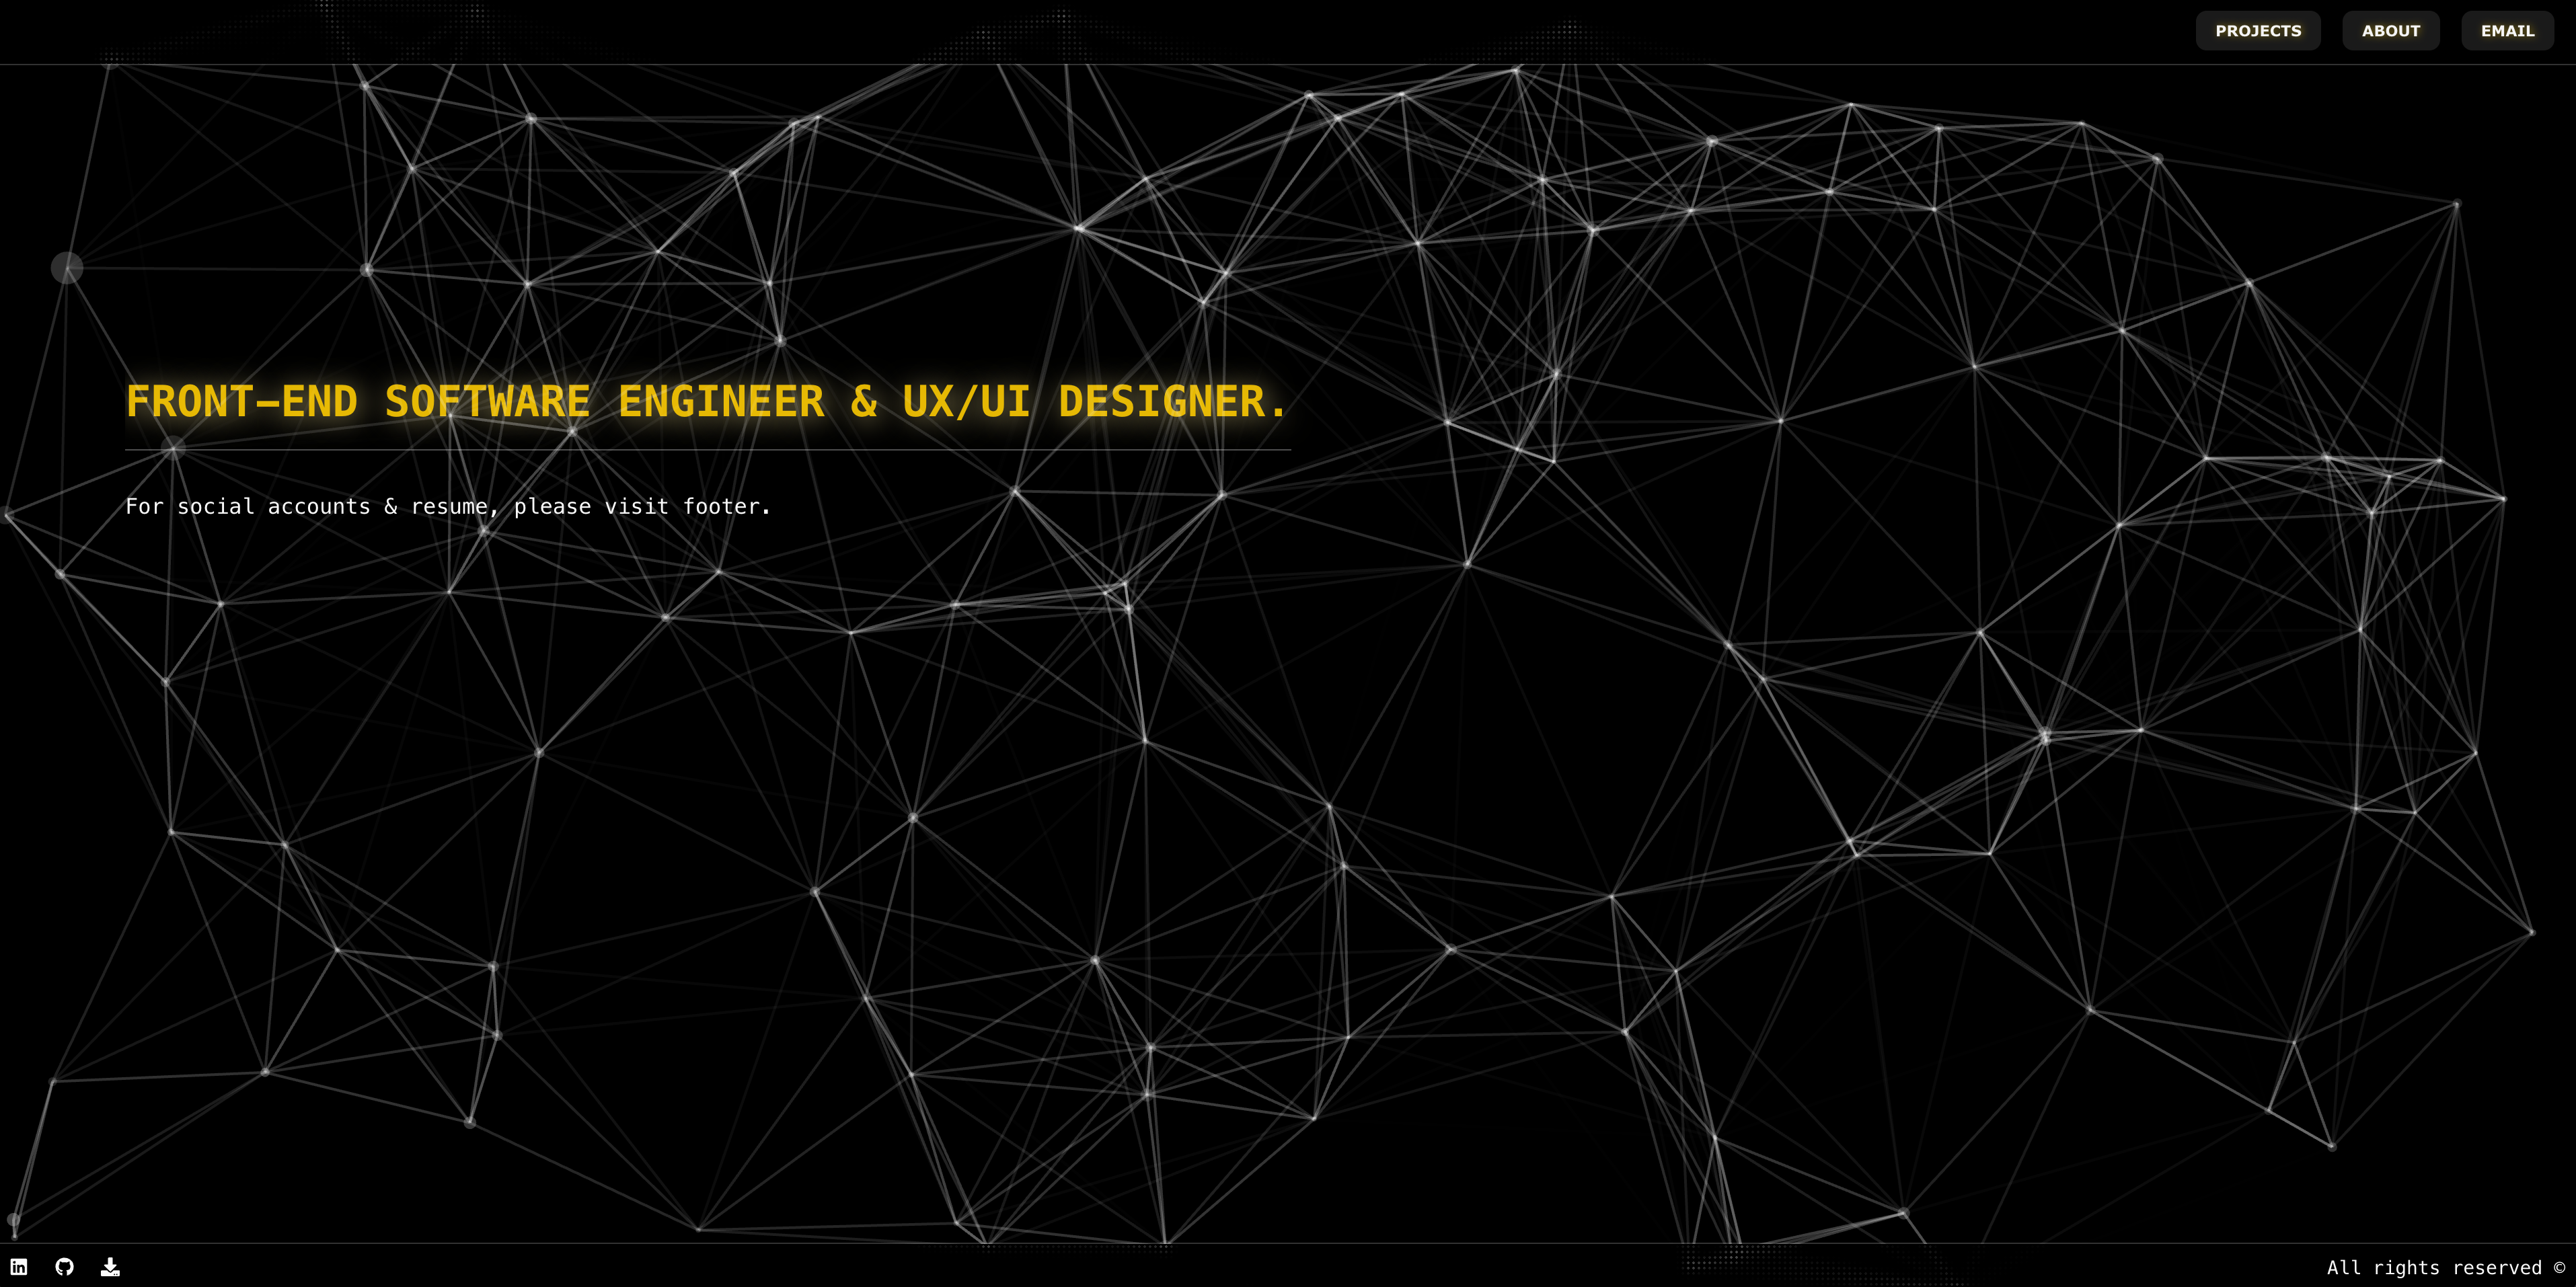 PROJECTS ABOUT EMAIL
FRONT–END SOFTWARE ENGINEER & UX/UI DESIGNER.
For social accounts & resume, please visit footer.
All rights reserved ©